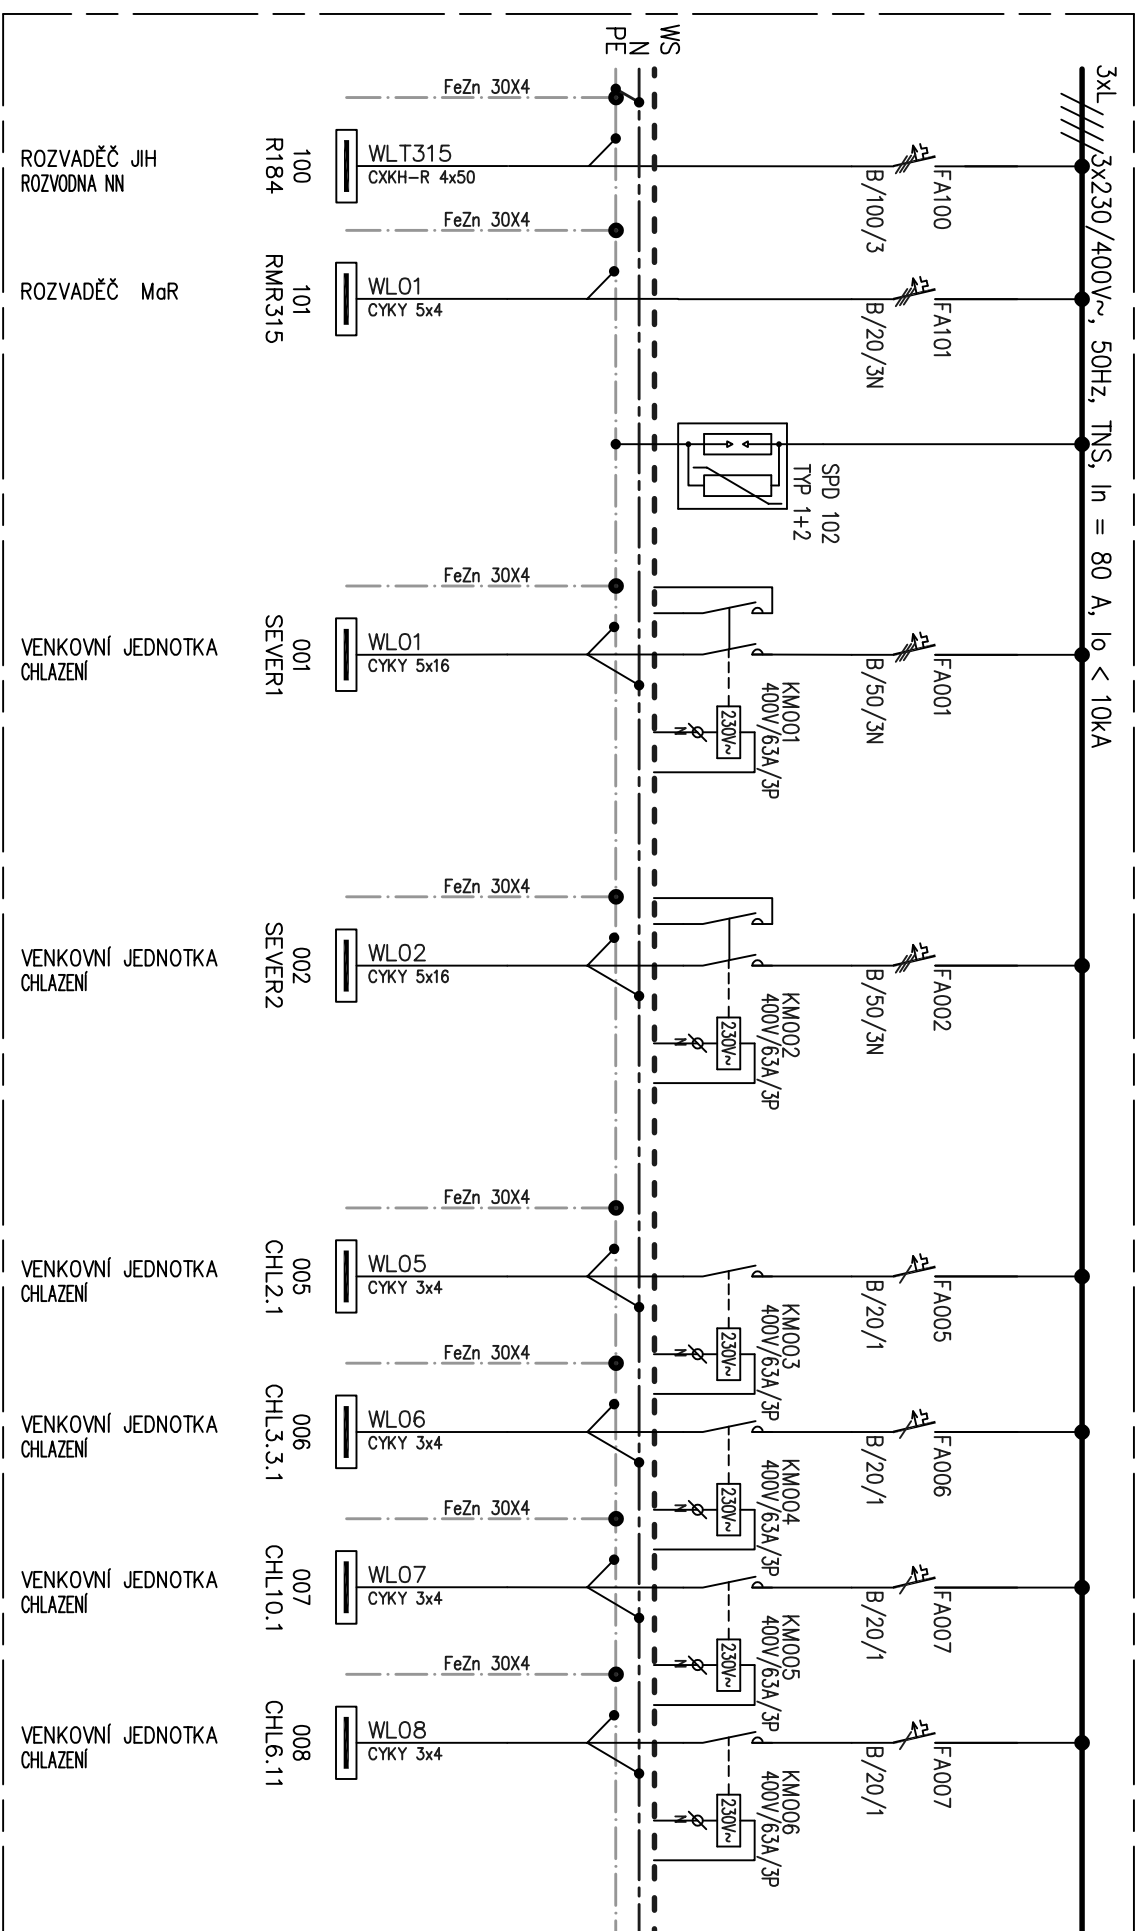 3xL
3x230/400V~, 50Hz, TNS, In = 80 A, Io < 10kA
WS
N
PE
FeZn 30X4
FA100
B/100/3
WLT315
CXKH-R 4x50
100
R184
ROZVADĚČ JIH
ROZVODNA NN
FeZn 30X4
FA101
B/20/3N
WL01
CYKY 5x4
101
RMR315
ROZVADĚČ MaR
SPD 102
TYP 1+2
FeZn 30X4
FA001
B/50/3N
KM001
400V/63A/3P
230V~
N
WL01
CYKY 5x16
001
SEVER1
VENKOVNÍ JEDNOTKA
CHLAZENÍ
FeZn 30X4
FA002
B/50/3N
KM002
400V/63A/3P
230V~
N
WL02
CYKY 5x16
002
SEVER2
VENKOVNÍ JEDNOTKA
CHLAZENÍ
FeZn 30X4
FA005
B/20/1
KM003
400V/63A/3P
230V~
N
WL05
CYKY 3x4
005
CHL2.1
VENKOVNÍ JEDNOTKA
CHLAZENÍ
FeZn 30X4
FA006
B/20/1
KM004
400V/63A/3P
230V~
N
WL06
CYKY 3x4
006
CHL3.3.1
VENKOVNÍ JEDNOTKA
CHLAZENÍ
FeZn 30X4
FA007
B/20/1
KM005
400V/63A/3P
230V~
N
WL07
CYKY 3x4
007
CHL10.1
VENKOVNÍ JEDNOTKA
CHLAZENÍ
FeZn 30X4
FA007
B/20/1
KM006
400V/63A/3P
230V~
N
WL08
CYKY 3x4
008
CHL6.11
VENKOVNÍ JEDNOTKA
CHLAZENÍ